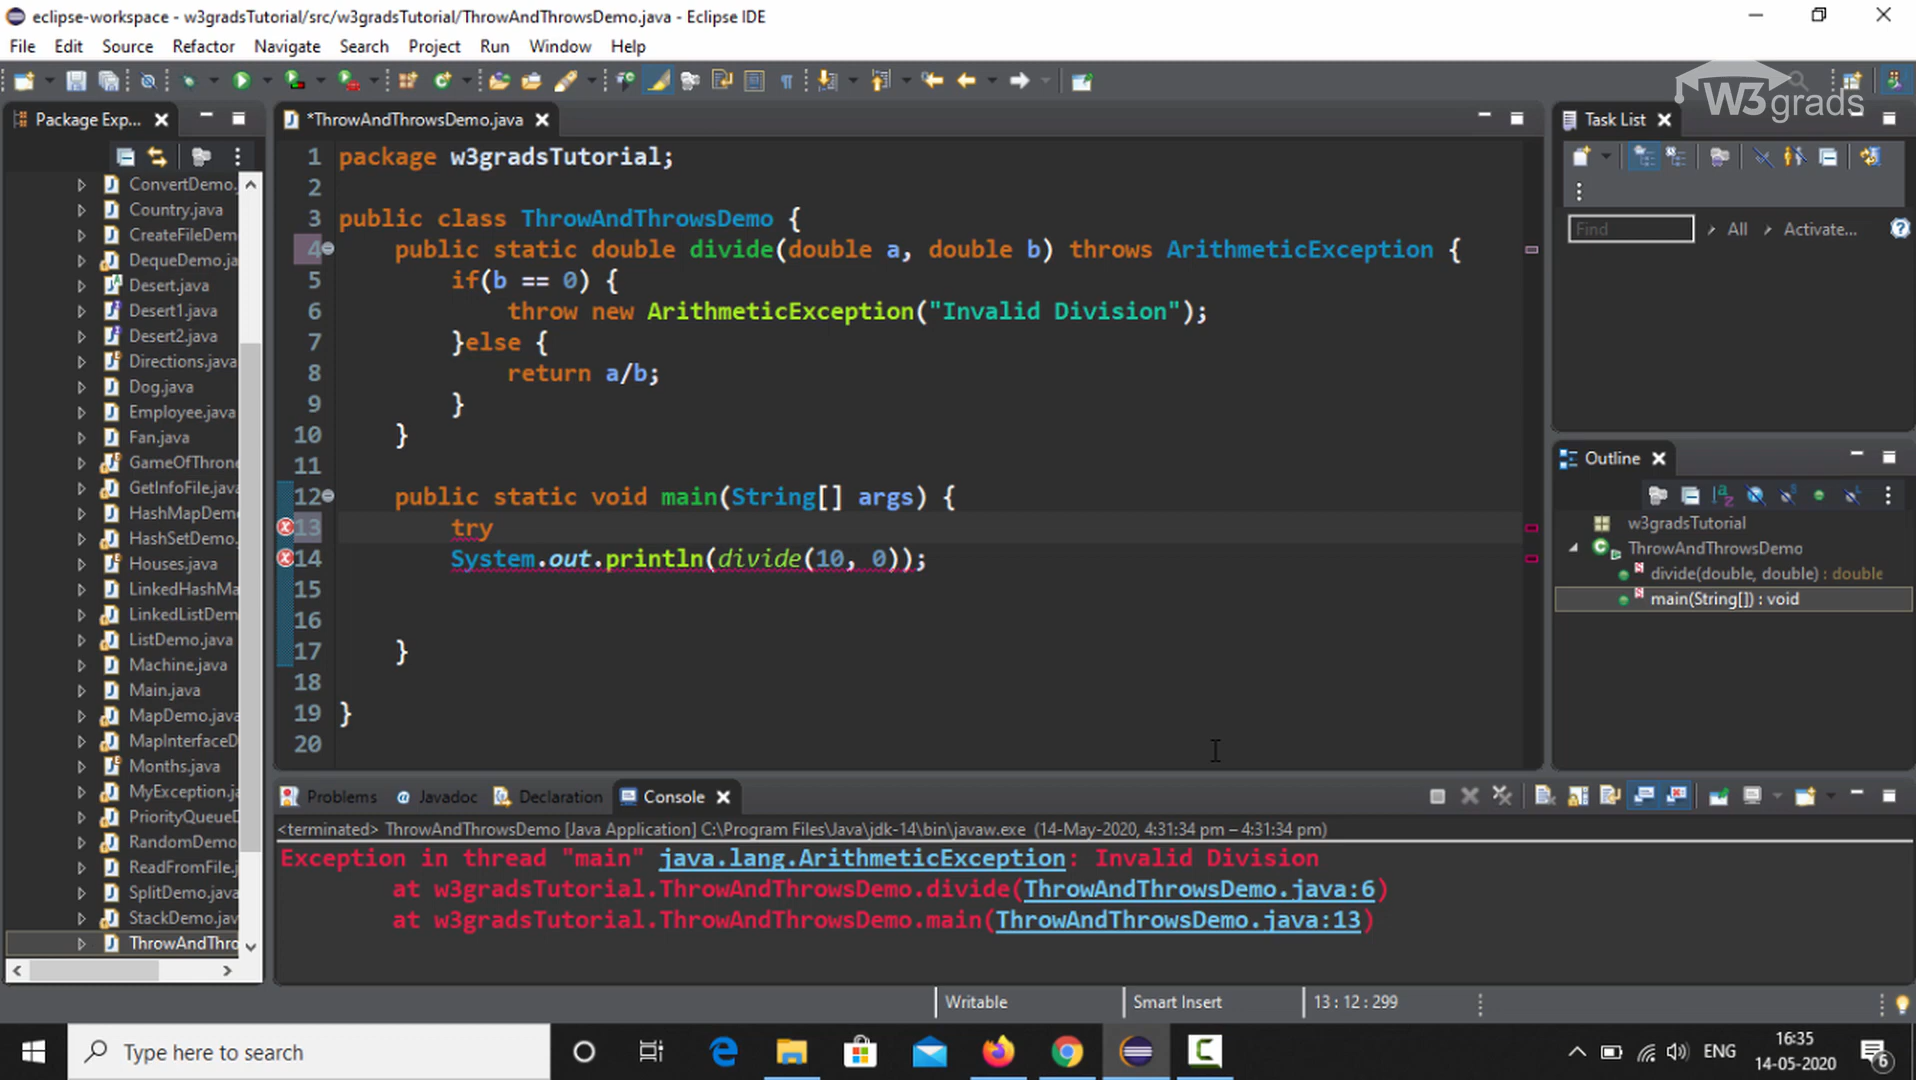 eclipse-workspace - w3gradsTutorial/src/w3gradsTutorial/ThrowAndThrowsDemo.java - Eclipse IDE
File Edit Source Refactor Navigate Search Project Run Window Help
W3grads
Package Exp...
*ThrowAndThrowsDemo.java
Task List
Find
All
Activate...
ConvertDemo.
Country.java
CreateFileDem
DequeDemo.ja
Desert.java
Desert1.java
Desert2.java
Directions.java
Dog.java
Employee.java
Fan.java
GameOfThrone
GetInfoFile.java
HashMapDemo
HashSetDemo.
Houses.java
LinkedHashMa
LinkedListDem
ListDemo.java
Machine.java
Main.java
MapDemo.java
MapInterfaceD
Months.java
MyException.ja
PriorityQueueD
RandomDemo
ReadFromFile.j
SplitDemo.java
StackDemo.jav
ThrowAndThro
1 package w3gradsTutorial;
2
3 public class ThrowAndThrowsDemo {
4 public static double divide(double a, double b) throws ArithmeticException {
5 if(b == 0) {
6 throw new ArithmeticException("Invalid Division");
7 }else {
8 return a/b;
9 }
10 }
11
12 public static void main(String[] args) {
13 try
14 System.out.println(divide(10, 0));
15
16
17 }
18
19 }
20
Outline
w3gradsTutorial
ThrowAndThrowsDemo
divide(double, double) : double
main(String[]) : void
Problems Javadoc Declaration Console
<terminated> ThrowAndThrowsDemo [Java Application] C:\Program Files\Java\jdk-14\bin\javaw.exe (14-May-2020, 4:31:34 pm – 4:31:34 pm)
Exception in thread "main" java.lang.ArithmeticException: Invalid Division
at w3gradsTutorial.ThrowAndThrowsDemo.divide(ThrowAndThrowsDemo.java:6)
at w3gradsTutorial.ThrowAndThrowsDemo.main(ThrowAndThrowsDemo.java:13)
Writable
Smart Insert
13 : 12 : 299
Type here to search
ENG
16:35
14-05-2020
6